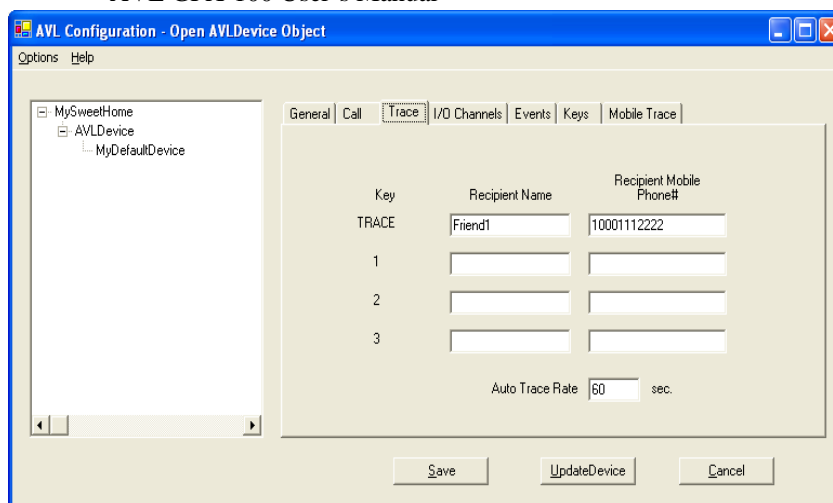 AVL Configuration - Open AVLDevice Object
Options Help
MySweetHome
AVLDevice
MyDefaultDevice
General Call Trace I/O Channels Events Keys Mobile Trace
Key Recipient Name Recipient Mobile Phone#
TRACE Friend1 10001112222
1
2
3
Auto Trace Rate 60 sec.
Save UpdateDevice Cancel